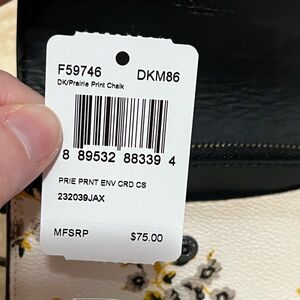 F59746 DKM86
DK/Prairie Print Chalk
8 89532 88339 4
PRIE PRNT ENV CRD CS
232039JAX
MFSRP $75.00